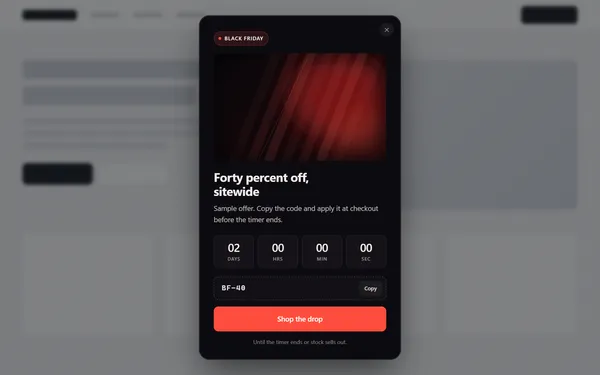 BLACK FRIDAY
Forty percent off,
sitewide
Sample offer. Copy the code and apply it at checkout
before the timer ends.
02 00 00 00
DAYS HRS MIN SEC
BF-40 Copy
Shop the drop
Until the timer ends or stock sells out.